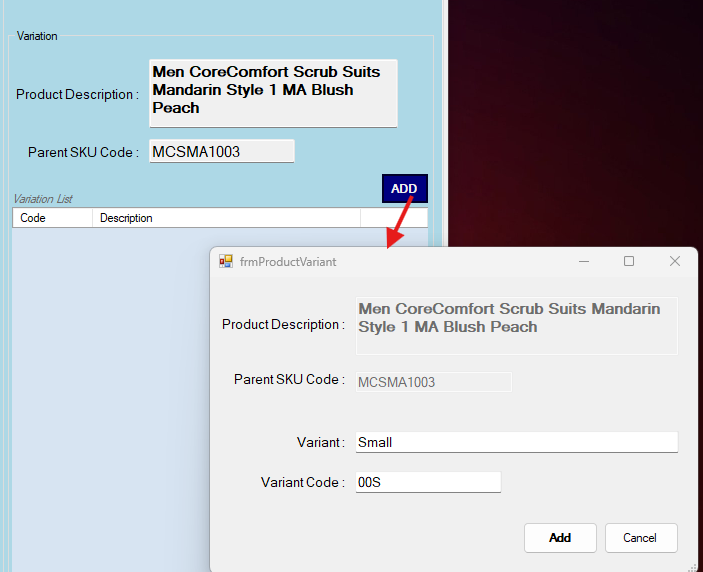 Variation
Product Description :
Men CoreComfort Scrub Suits
Mandarin Style 1 MA Blush
Peach
Parent SKU Code :
MCSMA1003
ADD
Variation List
Code
Description
frmProductVariant
Product Description :
Men CoreComfort Scrub Suits Mandarin
Style 1 MA Blush Peach
Parent SKU Code :
MCSMA1003
Variant :
Small
Variant Code :
00S
Add
Cancel